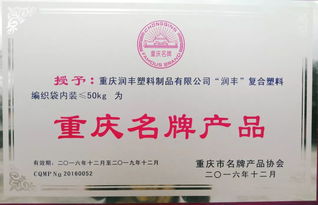 CHONGQING
重庆名牌
FAMOUS BRAND
授予：重庆润丰塑料制品有限公司“润丰”复合塑料
编织袋内装≤50kg 为
重庆名牌产品
有效期：二〇一六年十二月至二〇一九年十二月
CQMP No 20160052
重庆市名牌产品协会
二〇一六年十二月